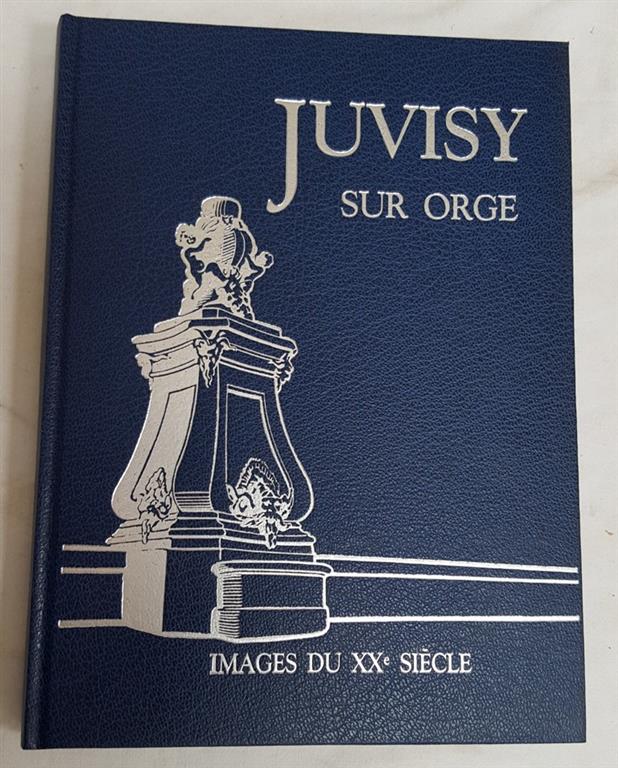 JUVISY
SUR ORGE
IMAGES DU XXe SIÈCLE